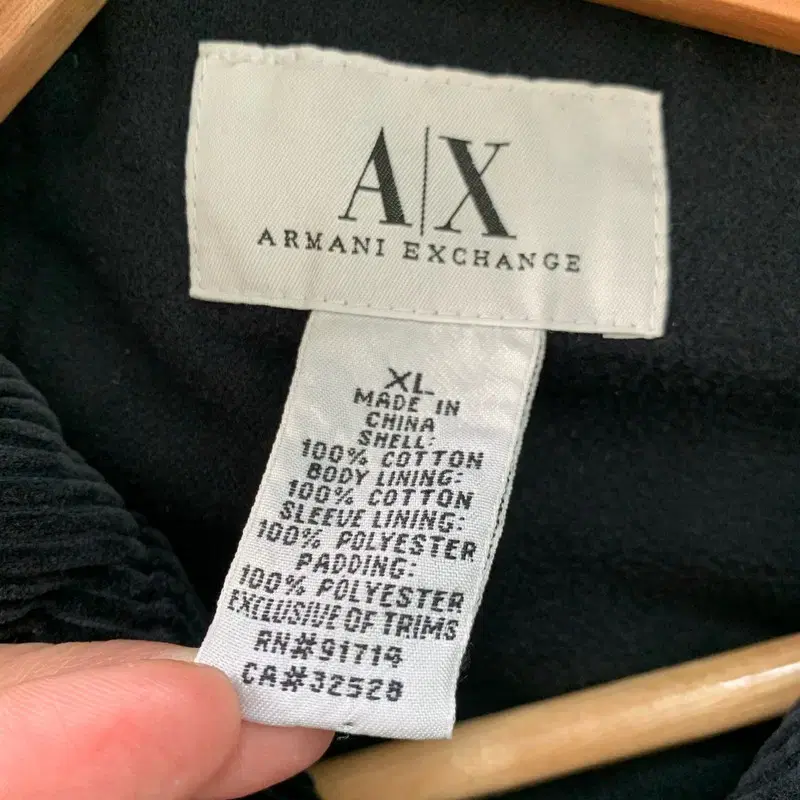 A|X
ARMANI EXCHANGE
XL
MADE IN
CHINA
SHELL:
100% COTTON
BODY LINING:
100% COTTON
SLEEVE LINING:
100% POLYESTER
PADDING:
100% POLYESTER
EXCLUSIVE OF TRIMS
RN#91714
CA#32528